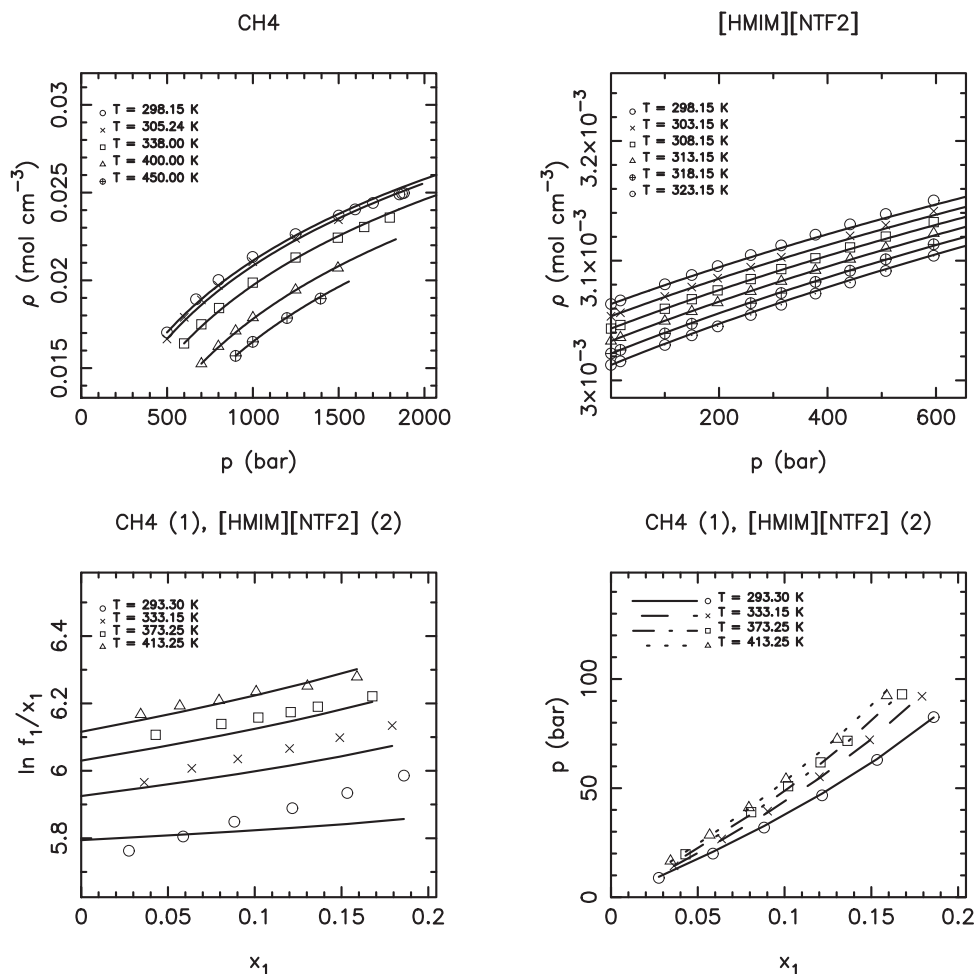 CH4
[HMIM][NTF2]
0.03
0.025
0.02
0.015
ρ (mol cm⁻³)
T = 298.15 K
T = 305.24 K
T = 338.00 K
T = 400.00 K
T = 450.00 K
0 500 1000 1500 2000
p (bar)
3.2×10⁻³
3.1×10⁻³
3×10⁻³
ρ (mol cm⁻³)
T = 298.15 K
T = 303.15 K
T = 308.15 K
T = 313.15 K
T = 318.15 K
T = 323.15 K
0 200 400 600
p (bar)
CH4 (1), [HMIM][NTF2] (2)
CH4 (1), [HMIM][NTF2] (2)
6.4
6.2
6
5.8
ln f₁/x₁
T = 293.30 K
T = 333.15 K
T = 373.25 K
T = 413.25 K
0 0.05 0.1 0.15 0.2
x₁
100
50
0
p (bar)
T = 293.30 K
T = 333.15 K
T = 373.25 K
T = 413.25 K
0 0.05 0.1 0.15 0.2
x₁